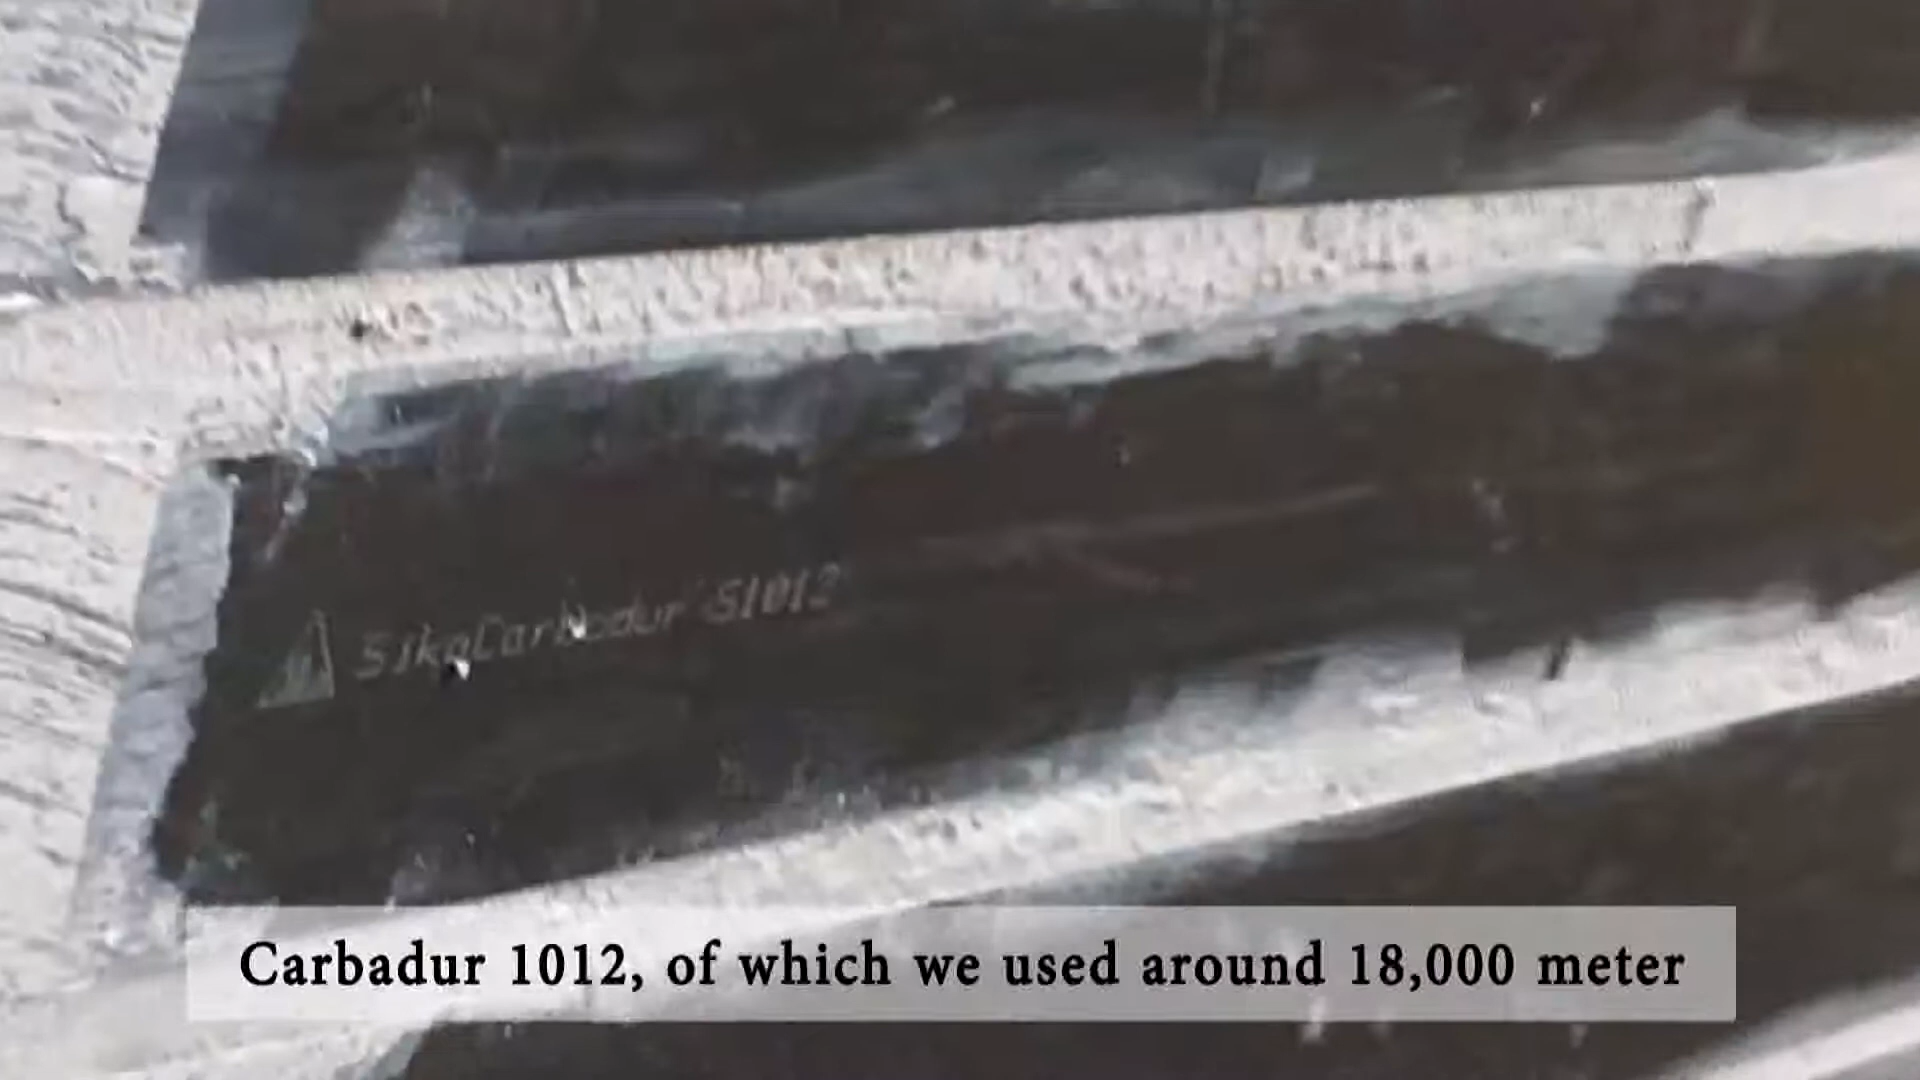 SikaCarbodur S1012
Carbadur 1012, of which we used around 18,000 meter